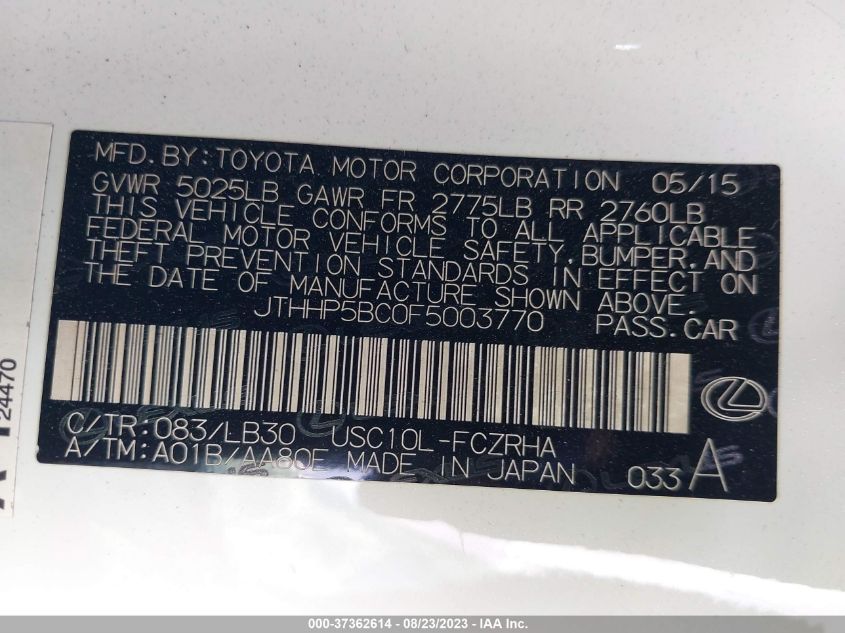 MFD.BY:TOYOTA MOTOR CORPORATION 05/15
GVWR 5025LB GAWR FR 2775LB RR 2760LB
THIS VEHICLE CONFORMS TO ALL APPLICABLE
FEDERAL MOTOR VEHICLE SAFETY,BUMPER,AND
THEFT PREVENTION STANDARDS IN EFFECT ON
THE DATE OF MANUFACTURE SHOWN ABOVE.
JTHHP5BC0F5003770 PASS.CAR
C/TR:083/LB30 USC10L-FCZRHA
A/TM:A01B/AA80E MADE IN JAPAN 033 A
24470
000-37362614 - 08/23/2023 - IAA Inc.